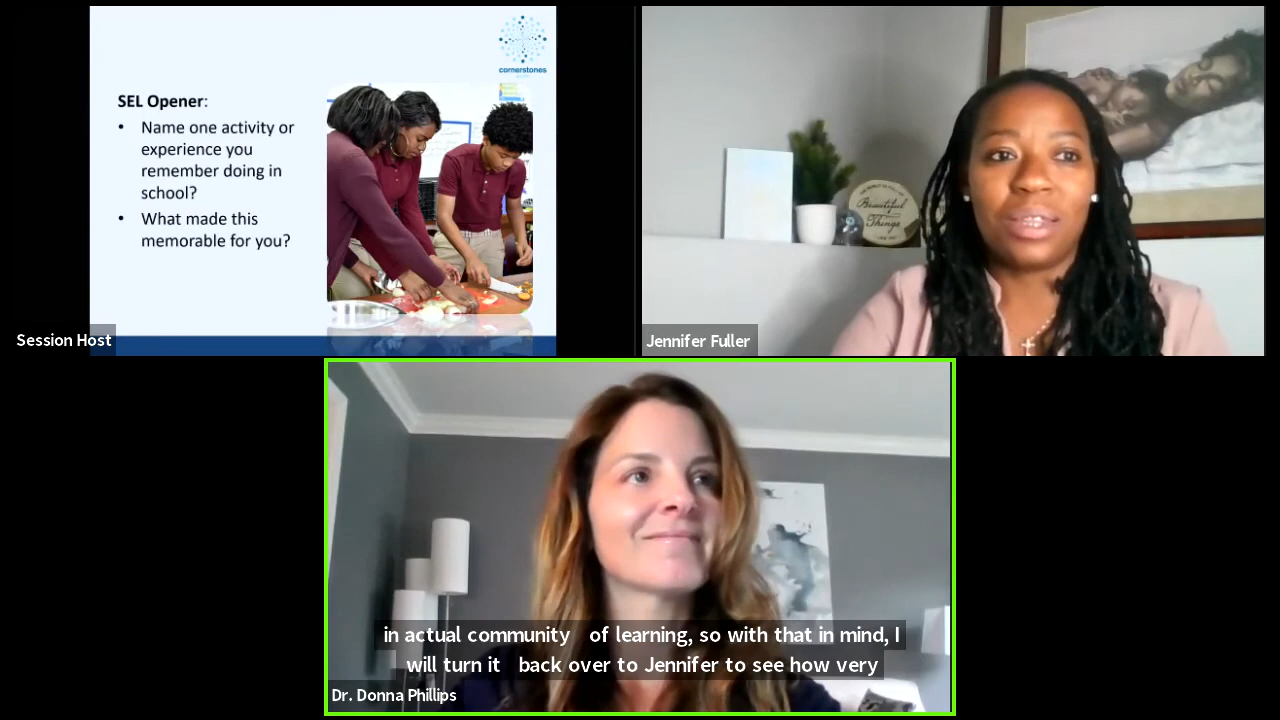 cornerstones
SEL Opener:
• Name one activity or
experience you
remember doing in
school?
• What made this
memorable for you?
Session Host
Beautiful
Things
Jennifer Fuller
in actual community of learning, so with that in mind, I
will turn it back over to Jennifer to see how very
Dr. Donna Phillips